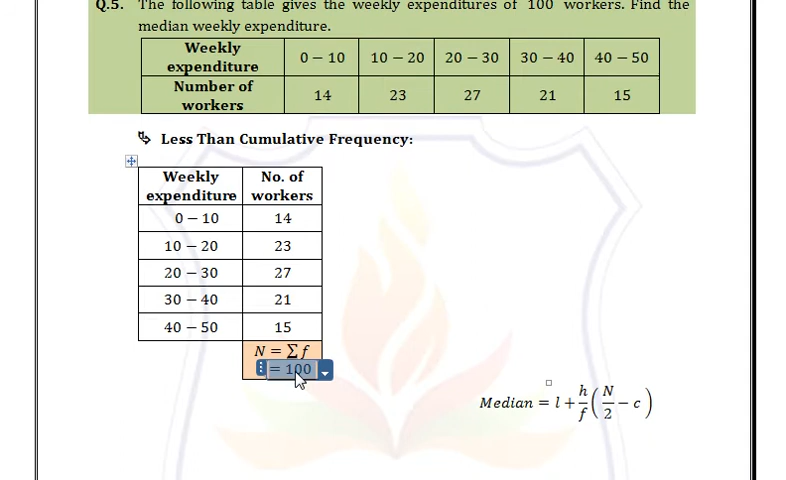 Q.5. The following table gives the weekly expenditures of 100 workers. Find the
median weekly expenditure.
Weekly expenditure 0 – 10 10 – 20 20 – 30 30 – 40 40 – 50
Number of workers 14 23 27 21 15
Less Than Cumulative Frequency:
Weekly expenditure No. of workers
0 – 10 14
10 – 20 23
20 – 30 27
30 – 40 21
40 – 50 15
N = ∑ f
= 100
Median = l + h/f (N/2 – c)